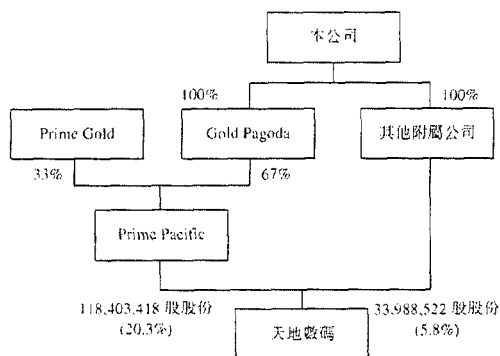 本公司
100%
100%
Prime Gold
Gold Pagoda
其他附屬公司
33%
67%
Prime Pacific
118,403,418 股股份
(20.3%)
33,988,522 股股份
(5.8%)
天地數碼